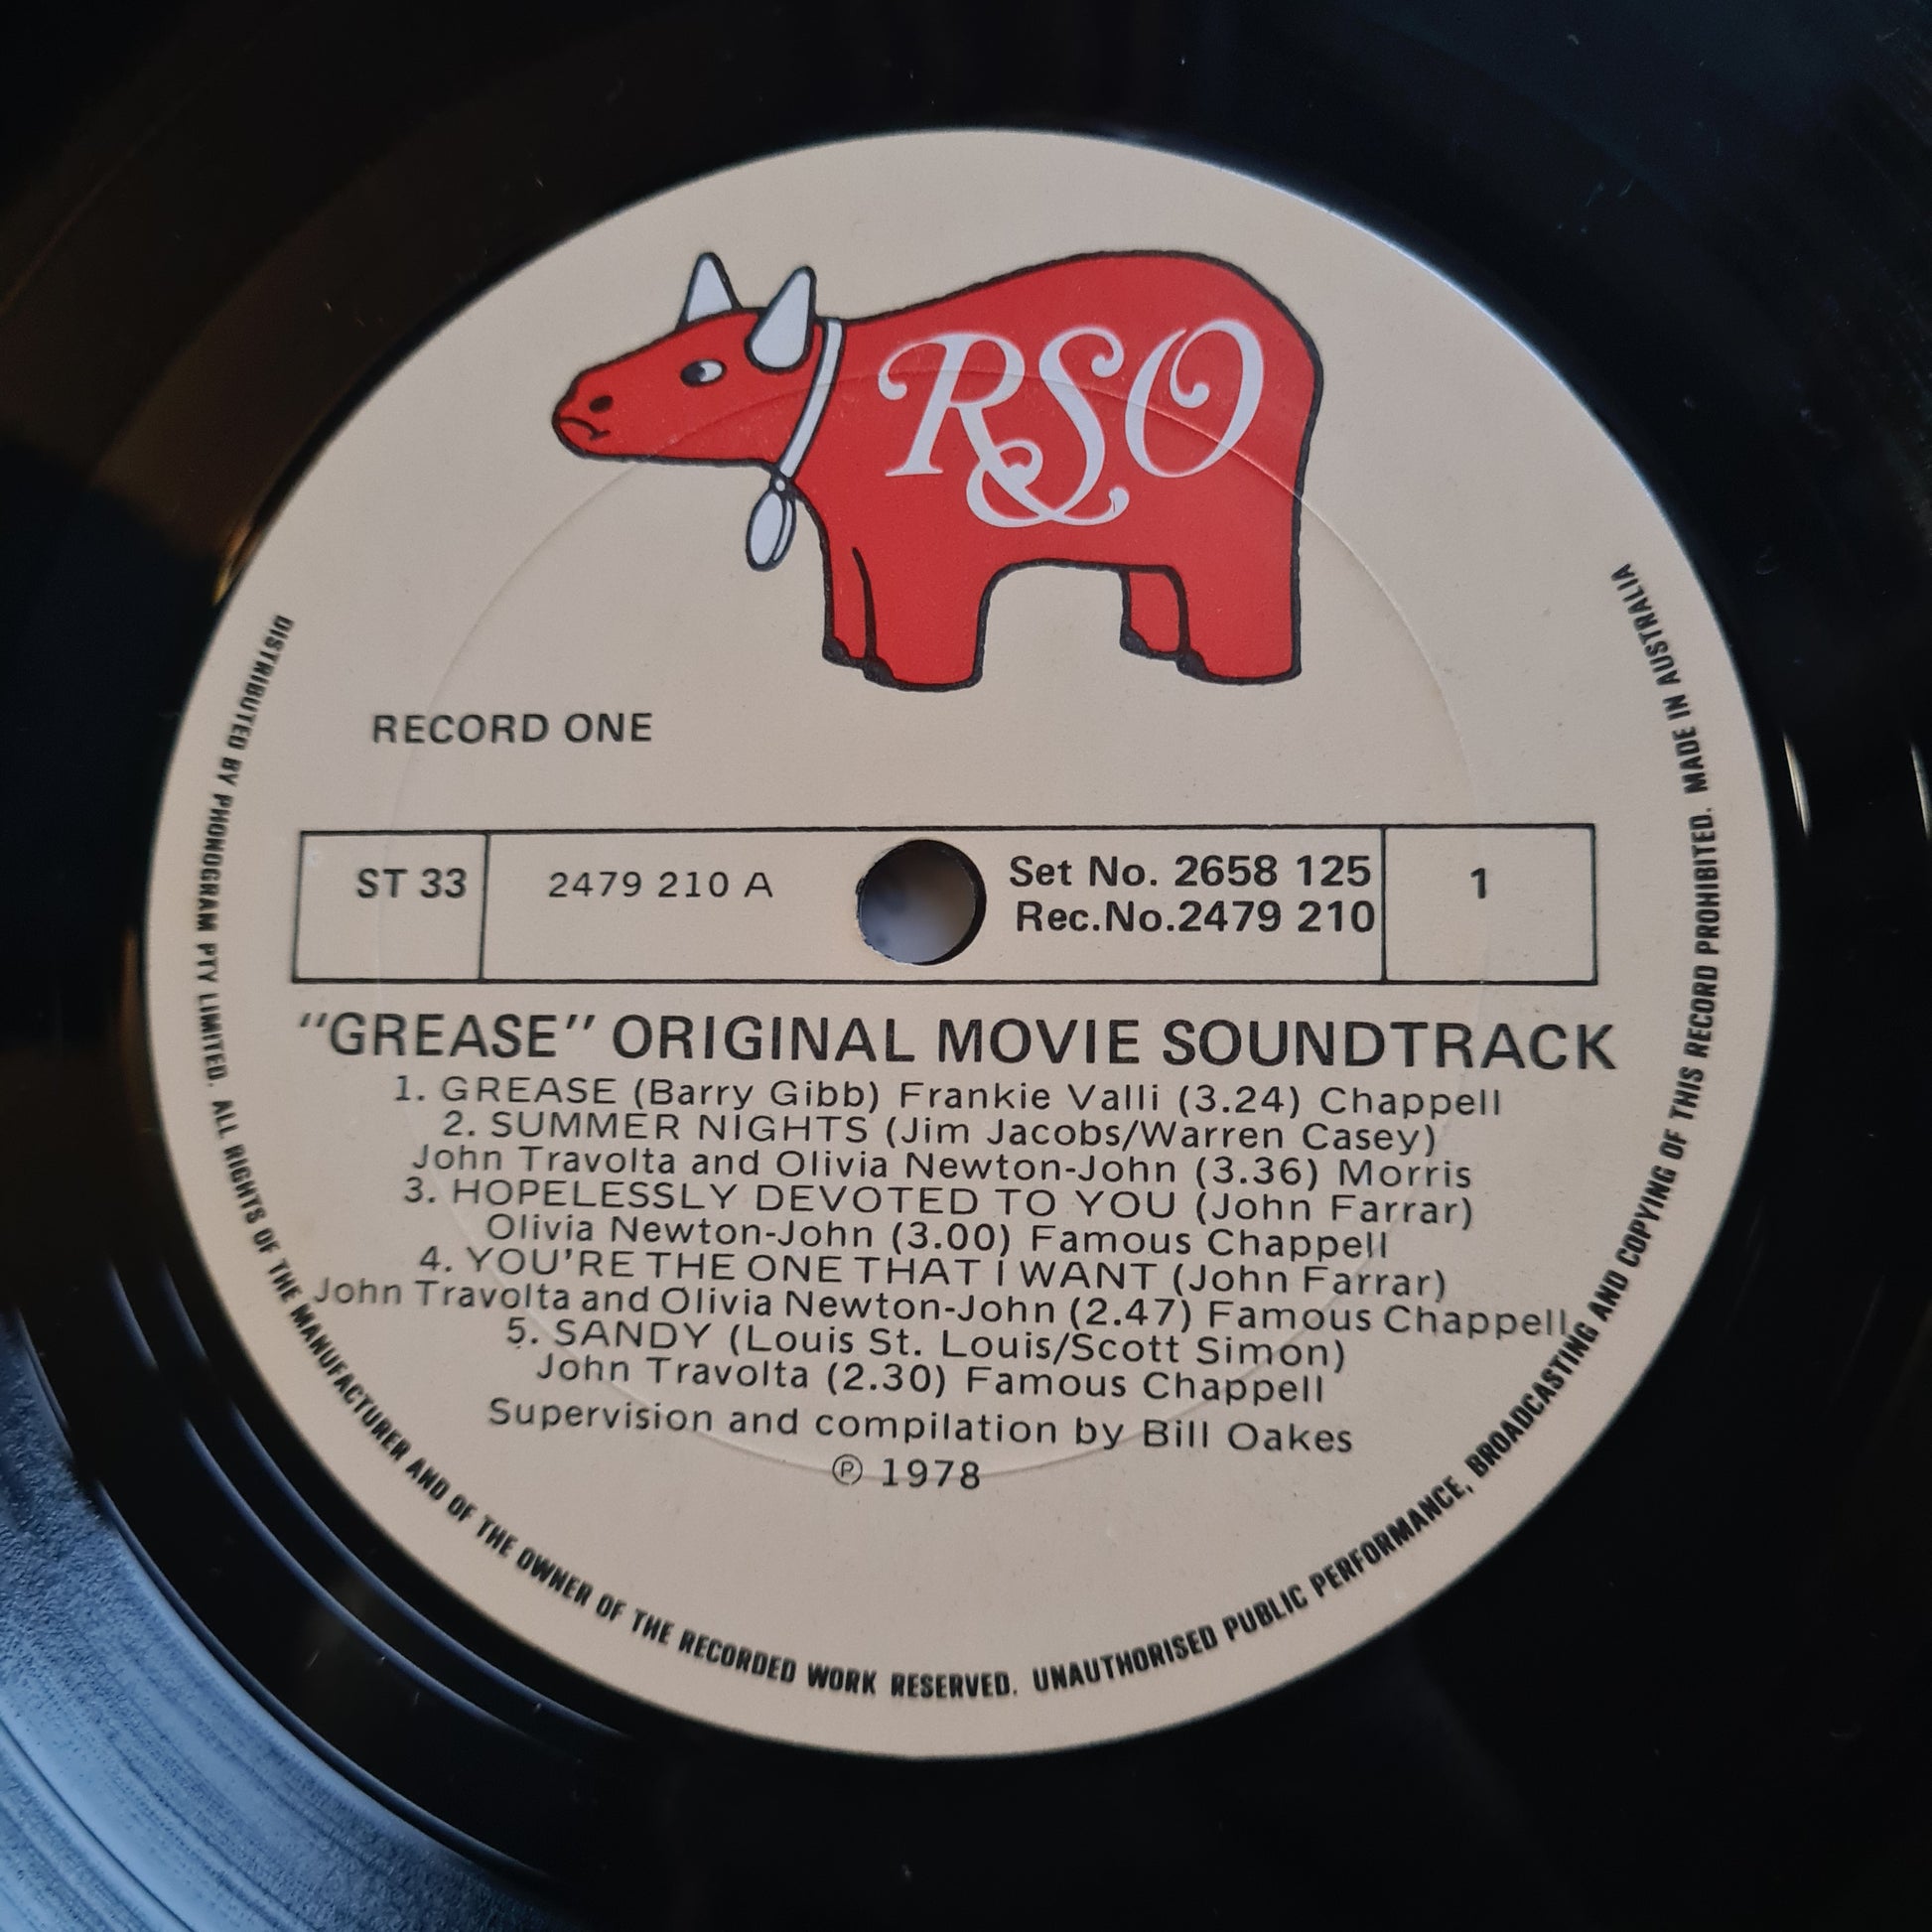 RSO
RECORD ONE
ST 33
2479 210 A
Set No. 2658 125
Rec.No.2479 210
1
"GREASE" ORIGINAL MOVIE SOUNDTRACK
1. GREASE (Barry Gibb) Frankie Valli (3.24) Chappell
2. SUMMER NIGHTS (Jim Jacobs/Warren Casey)
John Travolta and Olivia Newton-John (3.36) Morris
3. HOPELESSLY DEVOTED TO YOU (John Farrar)
Olivia Newton-John (3.00) Famous Chappell
4. YOU'RE THE ONE THAT I WANT (John Farrar)
John Travolta and Olivia Newton-John (2.47) Famous Chappell
5. SANDY (Louis St. Louis/Scott Simon)
John Travolta (2.30) Famous Chappell
Supervision and compilation by Bill Oakes
℗ 1978
DISTRIBUTED BY PHONOGRAM PTY LIMITED. ALL RIGHTS OF THE MANUFACTURER AND OF THE OWNER OF THE RECORDED WORK RESERVED. UNAUTHORISED PUBLIC PERFORMANCE, BROADCASTING AND COPYING OF THIS RECORD PROHIBITED. MADE IN AUSTRALIA